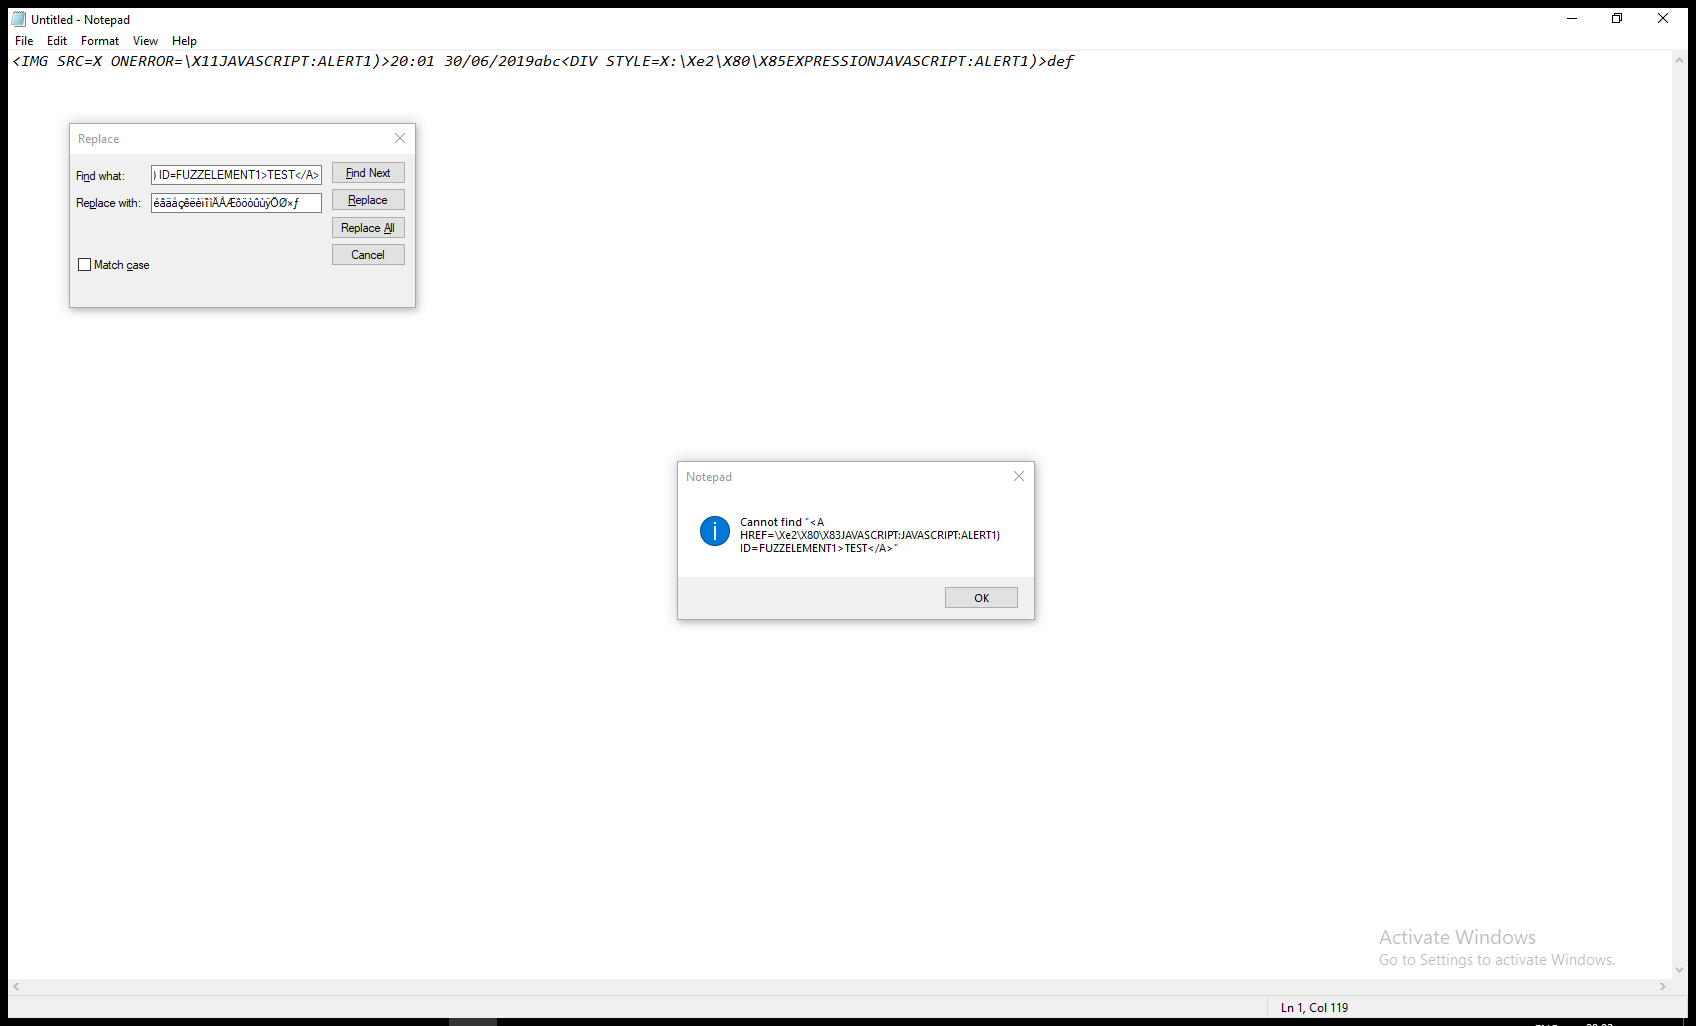 Untitled - Notepad
File Edit Format View Help
<IMG SRC=X ONERROR=\X11JAVASCRIPT:ALERT1)>20:01 30/06/2019abc<DIV STYLE=X:\Xe2\X80\X85EXPRESSIONJAVASCRIPT:ALERT1)>def
Replace
Find what: ) ID=FUZZELEMENT1>TEST</A> Find Next
Replace with: éâäàçêëèïîìÄÅÆôöòûùÿÖØ×ƒ Replace
Replace All
Cancel
Match case
Notepad
Cannot find "<A
HREF=\Xe2\X80\X83JAVASCRIPT:JAVASCRIPT:ALERT1)
ID=FUZZELEMENT1>TEST</A>"
OK
Activate Windows
Go to Settings to activate Windows.
Ln 1, Col 119